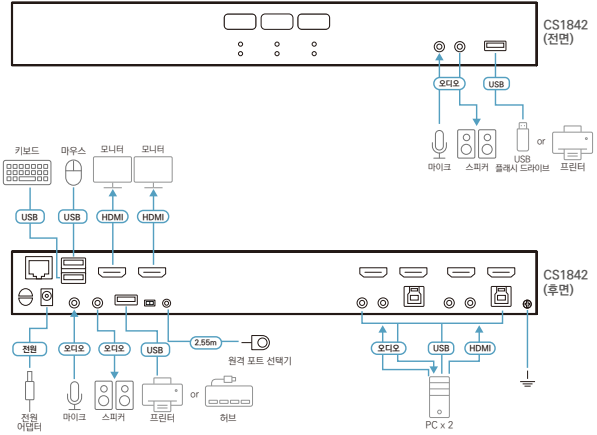 CS1842
(전면)
오디오
USB
마이크
스피커
USB
플래시 드라이브
or
프린터
키보드
마우스
모니터
모니터
USB
USB
HDMI
HDMI
CS1842
(후면)
전원
오디오
오디오
USB
2.55m
원격 포트 선택기
오디오
USB
HDMI
전원
어댑터
마이크
스피커
프린터
or
허브
PC x 2